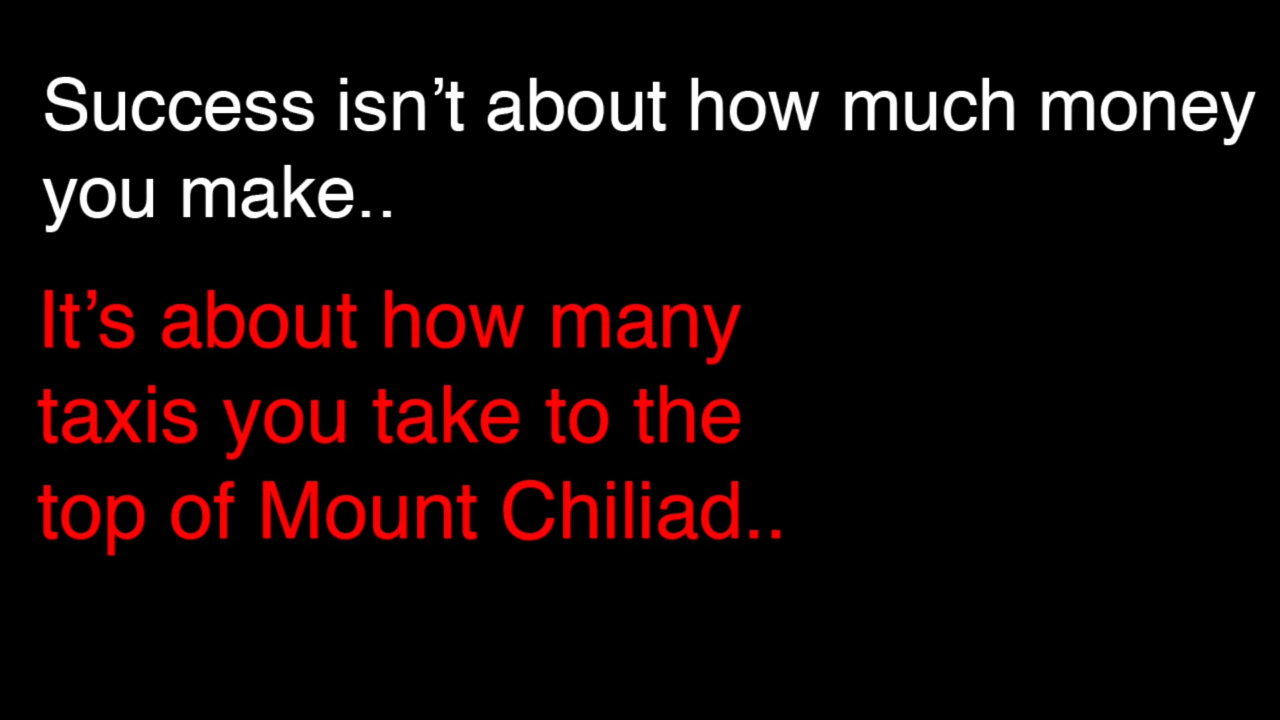 Success isn’t about how much money
you make..
It’s about how many
taxis you take to the
top of Mount Chiliad..